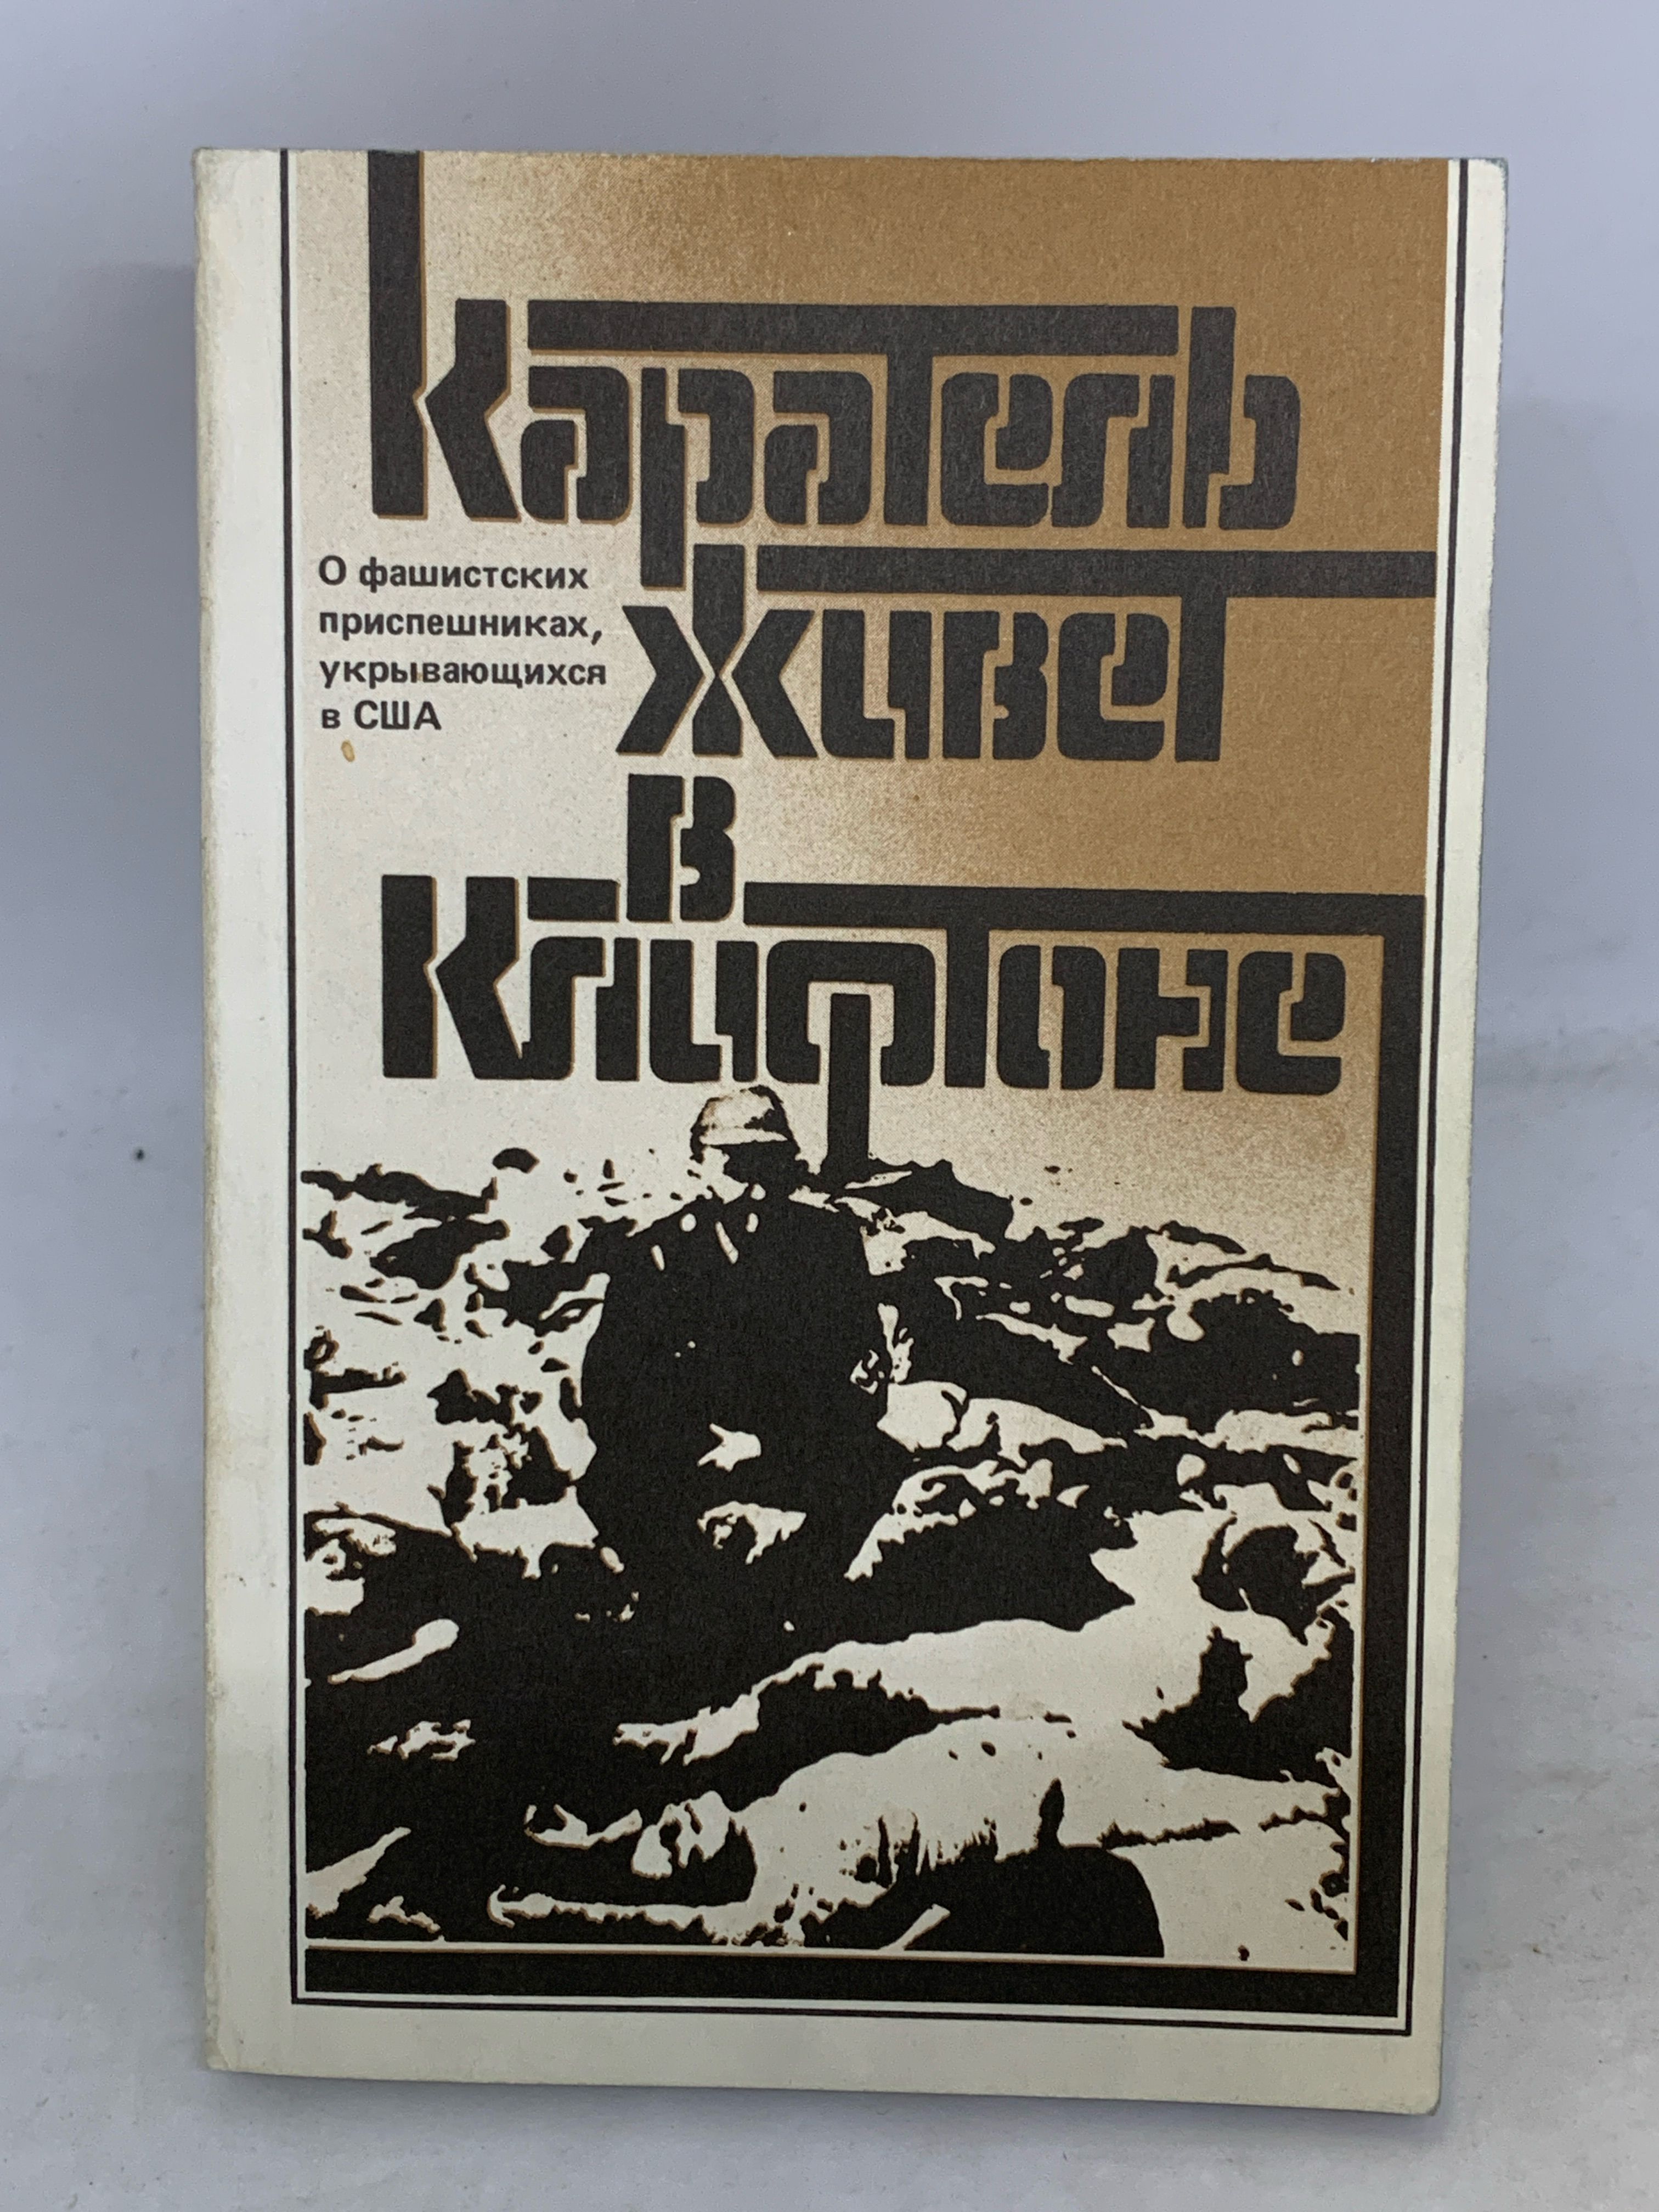 Каратель
О фашистских
приспешниках,
укрывающихся
в США
живет
в
Клифтоне